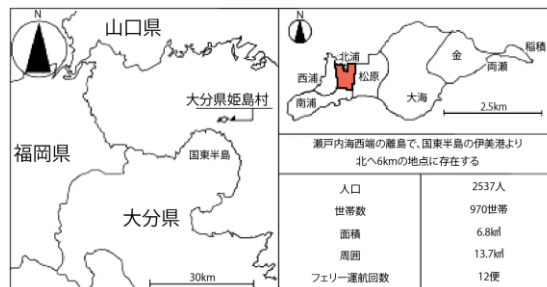 山口県
大分県姫島村
福岡県
国東半島
大分県
30km
北浦
西浦
松原
南浦
大海
金
両瀬
稲積
2.5km
瀬戸内海西端の離島で、国東半島の伊美港より
北へ6kmの地点に存在する
人口 2537人
世帯数 970世帯
面積 6.8k㎡
周囲 13.7k㎡
フェリー運航回数 12便